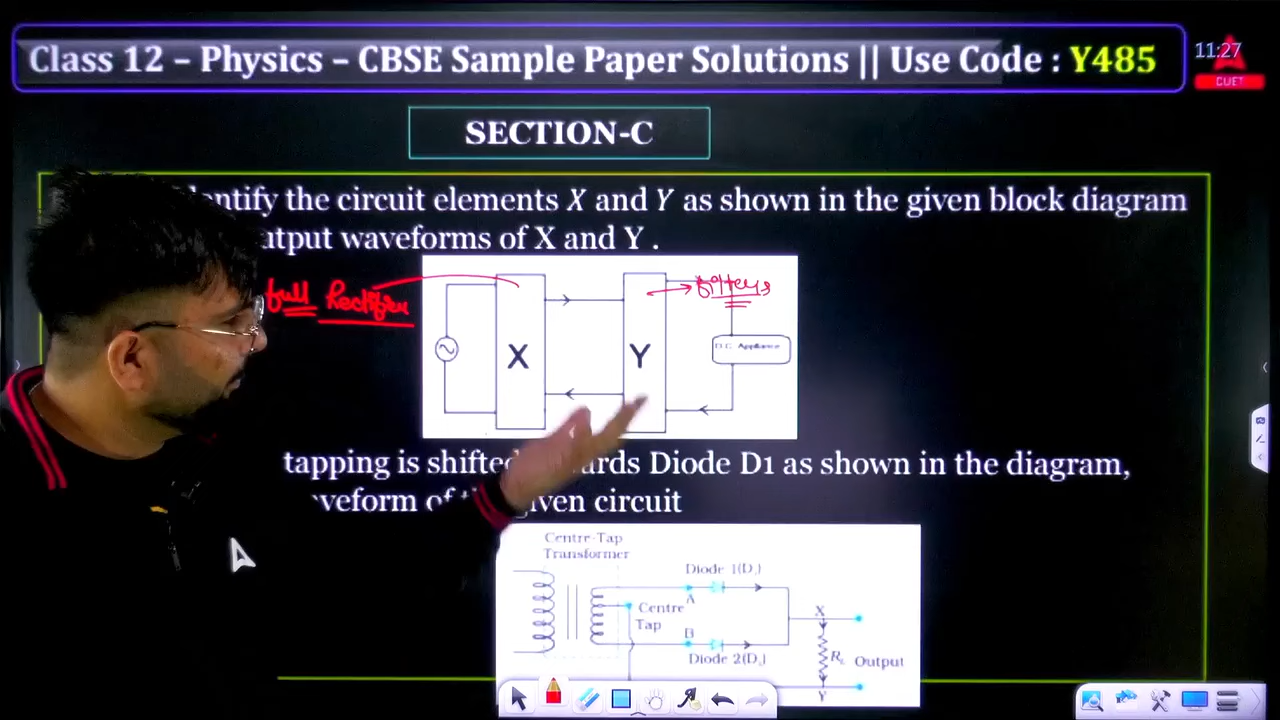 Class 12 – Physics – CBSE Sample Paper Solutions || Use Code : Y485
11:27
CUET
SECTION-C
entify the circuit elements X and Y as shown in the given block diagram
utput waveforms of X and Y .
full Rectifier
filters
X
Y
D.C. Appliance
tapping is shifted towards Diode D1 as shown in the diagram,
veform of the given circuit
Centre-Tap
Transformer
Diode 1(D₁)
A
Centre
Tap
X
B
Diode 2(D₂)
Output
Y